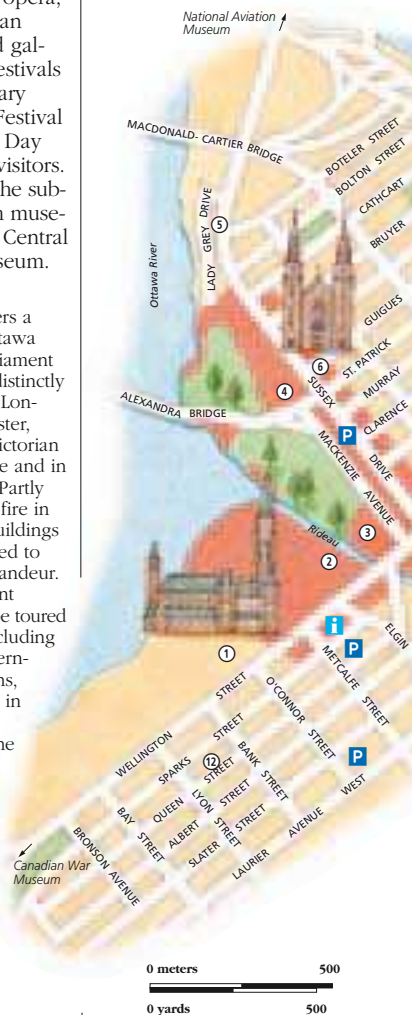 opera,
an
d gal-
estivals
ary
Festival
Day
visitors.
he sub-
n muse-
Central
seum.
ers a
tawa
liament
distinctly
Lon-
ster,
ictorian
e and in
Partly
fire in
uildings
ed to
andeur.
nt
e toured
cluding
ern-
ns,
in
he
National Aviation
Museum
MACDONALD- CARTIER BRIDGE
BOTELER STREET
BOLTON STREET
CATHCART
BRUYER
LADY GREY DRIVE
5
Ottawa River
GUIGUES
6
ST. PATRICK
MURRAY
4
SUSSEX
DRIVE
CLARENCE
ALEXANDRA BRIDGE
P
MACKENZIE
AVENUE
3
Rideau
2
i
ELGIN
P
METCALFE STREET
1
O'CONNOR STREET
P
WELLINGTON STREET
SPARKS STREET
12
BANK STREET
QUEEN STREET
LYON STREET
ALBERT STREET
BAY STREET
SLATER STREET
LAURIER AVENUE WEST
BRONSON AVENUE
Canadian War
Museum
0 meters 500
0 yards 500